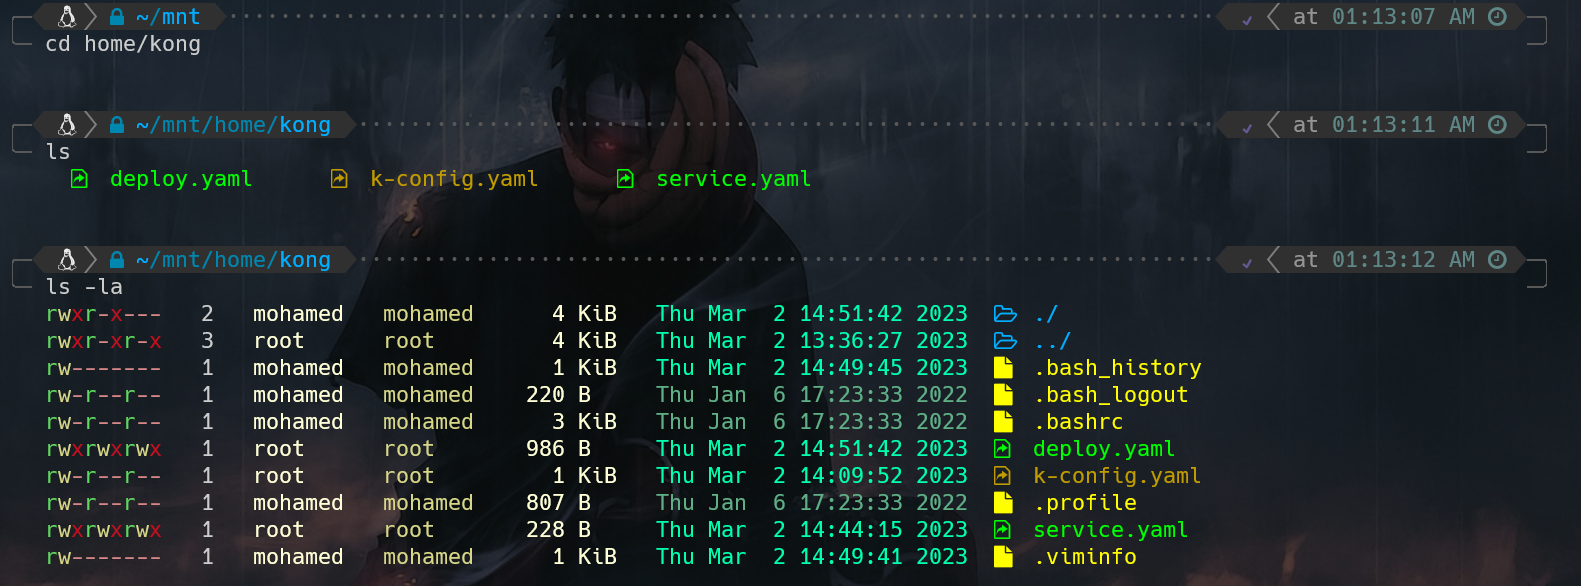 ~/mnt at 01:13:07 AM
cd home/kong
~/mnt/home/kong at 01:13:11 AM
ls
deploy.yaml k-config.yaml service.yaml
~/mnt/home/kong at 01:13:12 AM
ls -la
rwxr-x--- 2 mohamed mohamed 4 KiB Thu Mar 2 14:51:42 2023 ./
rwxr-xr-x 3 root root 4 KiB Thu Mar 2 13:36:27 2023 ../
rw------- 1 mohamed mohamed 1 KiB Thu Mar 2 14:49:45 2023 .bash_history
rw-r--r-- 1 mohamed mohamed 220 B Thu Jan 6 17:23:33 2022 .bash_logout
rw-r--r-- 1 mohamed mohamed 3 KiB Thu Jan 6 17:23:33 2022 .bashrc
rwxrwxrwx 1 root root 986 B Thu Mar 2 14:51:42 2023 deploy.yaml
rw-r--r-- 1 root root 1 KiB Thu Mar 2 14:09:52 2023 k-config.yaml
rw-r--r-- 1 mohamed mohamed 807 B Thu Jan 6 17:23:33 2022 .profile
rwxrwxrwx 1 root root 228 B Thu Mar 2 14:44:15 2023 service.yaml
rw------- 1 mohamed mohamed 1 KiB Thu Mar 2 14:49:41 2023 .viminfo